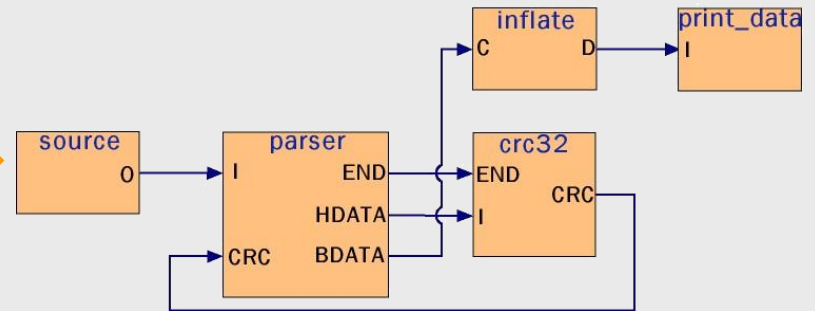 inflate
C D
print_data
I
source
O
parser
I END
HDATA
CRC BDATA
crc32
END
CRC
I